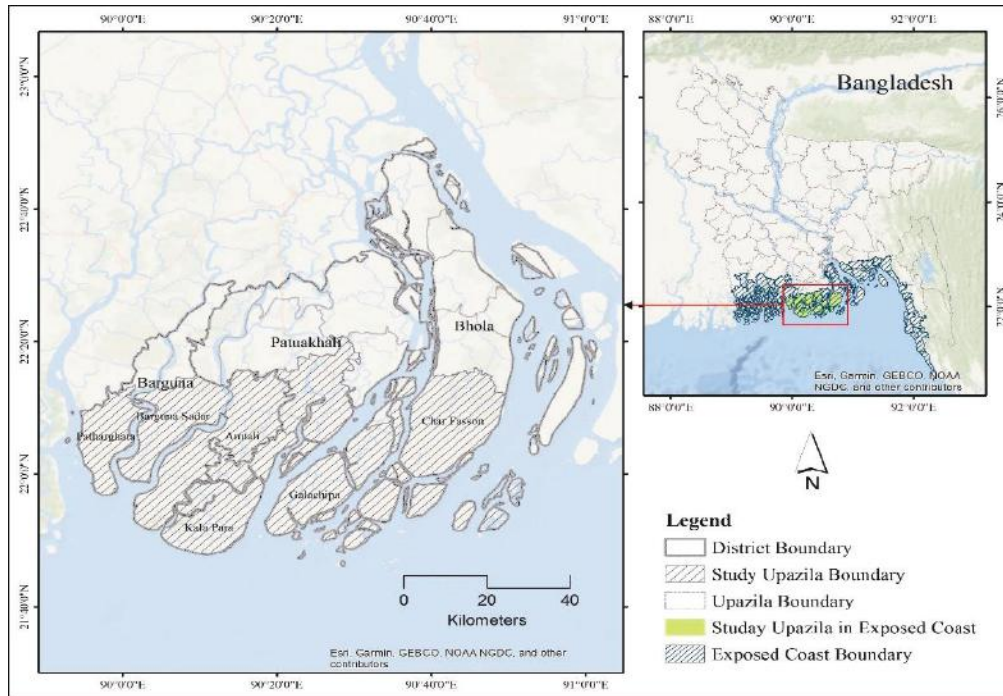 90°0'0"E
90°20'0"E
90°40'0"E
91°0'0"E
88°0'0"E
90°0'0"E
92°0'0"E
Bangladesh
Bhola
Patuakhali
Barguna
Barguna Sadar
Patharghata
Amtali
Char Fasson
Galachipa
Kala Para
0 20 40
Kilometers
Esri, Garmin, GEBCO, NOAA NGDC, and other
contributors
90°0'0"E
90°20'0"E
90°40'0"E
91°0'0"E
Esri, Garmin, GEBCO, NOAA
NGDC, and other contributors
88°0'0"E
90°0'0"E
92°0'0"E
N
Legend
District Boundary
Study Upazila Boundary
Upazila Boundary
Studay Upazila in Exposed Coast
Exposed Coast Boundary